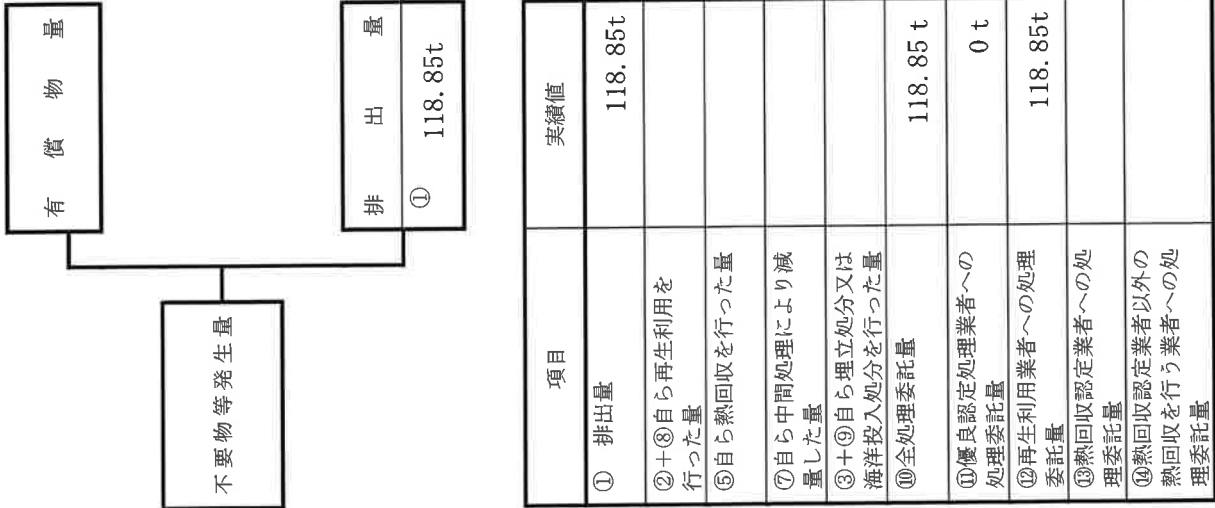 有償物量
不要物等発生量
排出量
① 118.85t
項目 実績値
① 排出量 118.85t
②+⑧自ら再生利用を
行った量
⑤自ら熱回収を行った量
⑦自ら中間処理により減
量した量
③+⑨自ら埋立処分又は
海洋投入処分を行った量
⑩全処理委託量 118.85 t
⑪優良認定処理業者への
処理委託量 0 t
⑫再生利用業者への処理
委託量 118.85t
⑬熱回収認定業者への処
理委託量
⑭熱回収認定業者以外の
熱回収を行う業者への処
理委託量